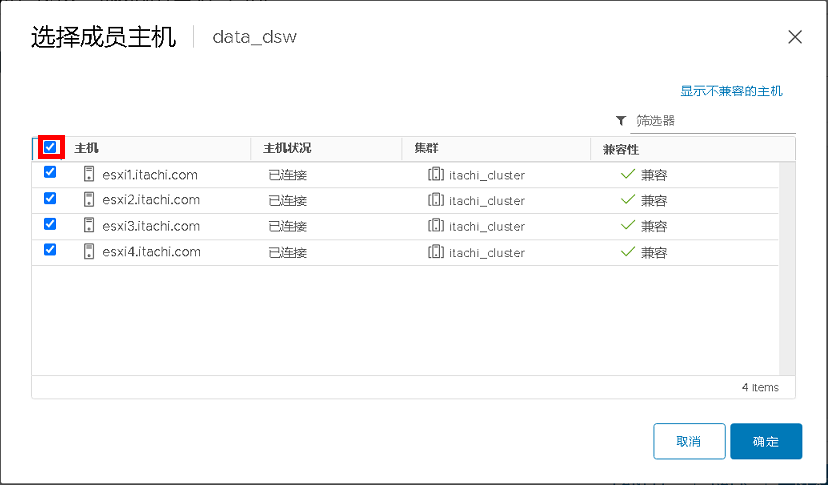 选择成员主机 data_dsw
显示不兼容的主机
筛选器
主机 主机状况 集群 兼容性
esxi1.itachi.com 已连接 itachi_cluster 兼容
esxi2.itachi.com 已连接 itachi_cluster 兼容
esxi3.itachi.com 已连接 itachi_cluster 兼容
esxi4.itachi.com 已连接 itachi_cluster 兼容
4 items
取消 确定